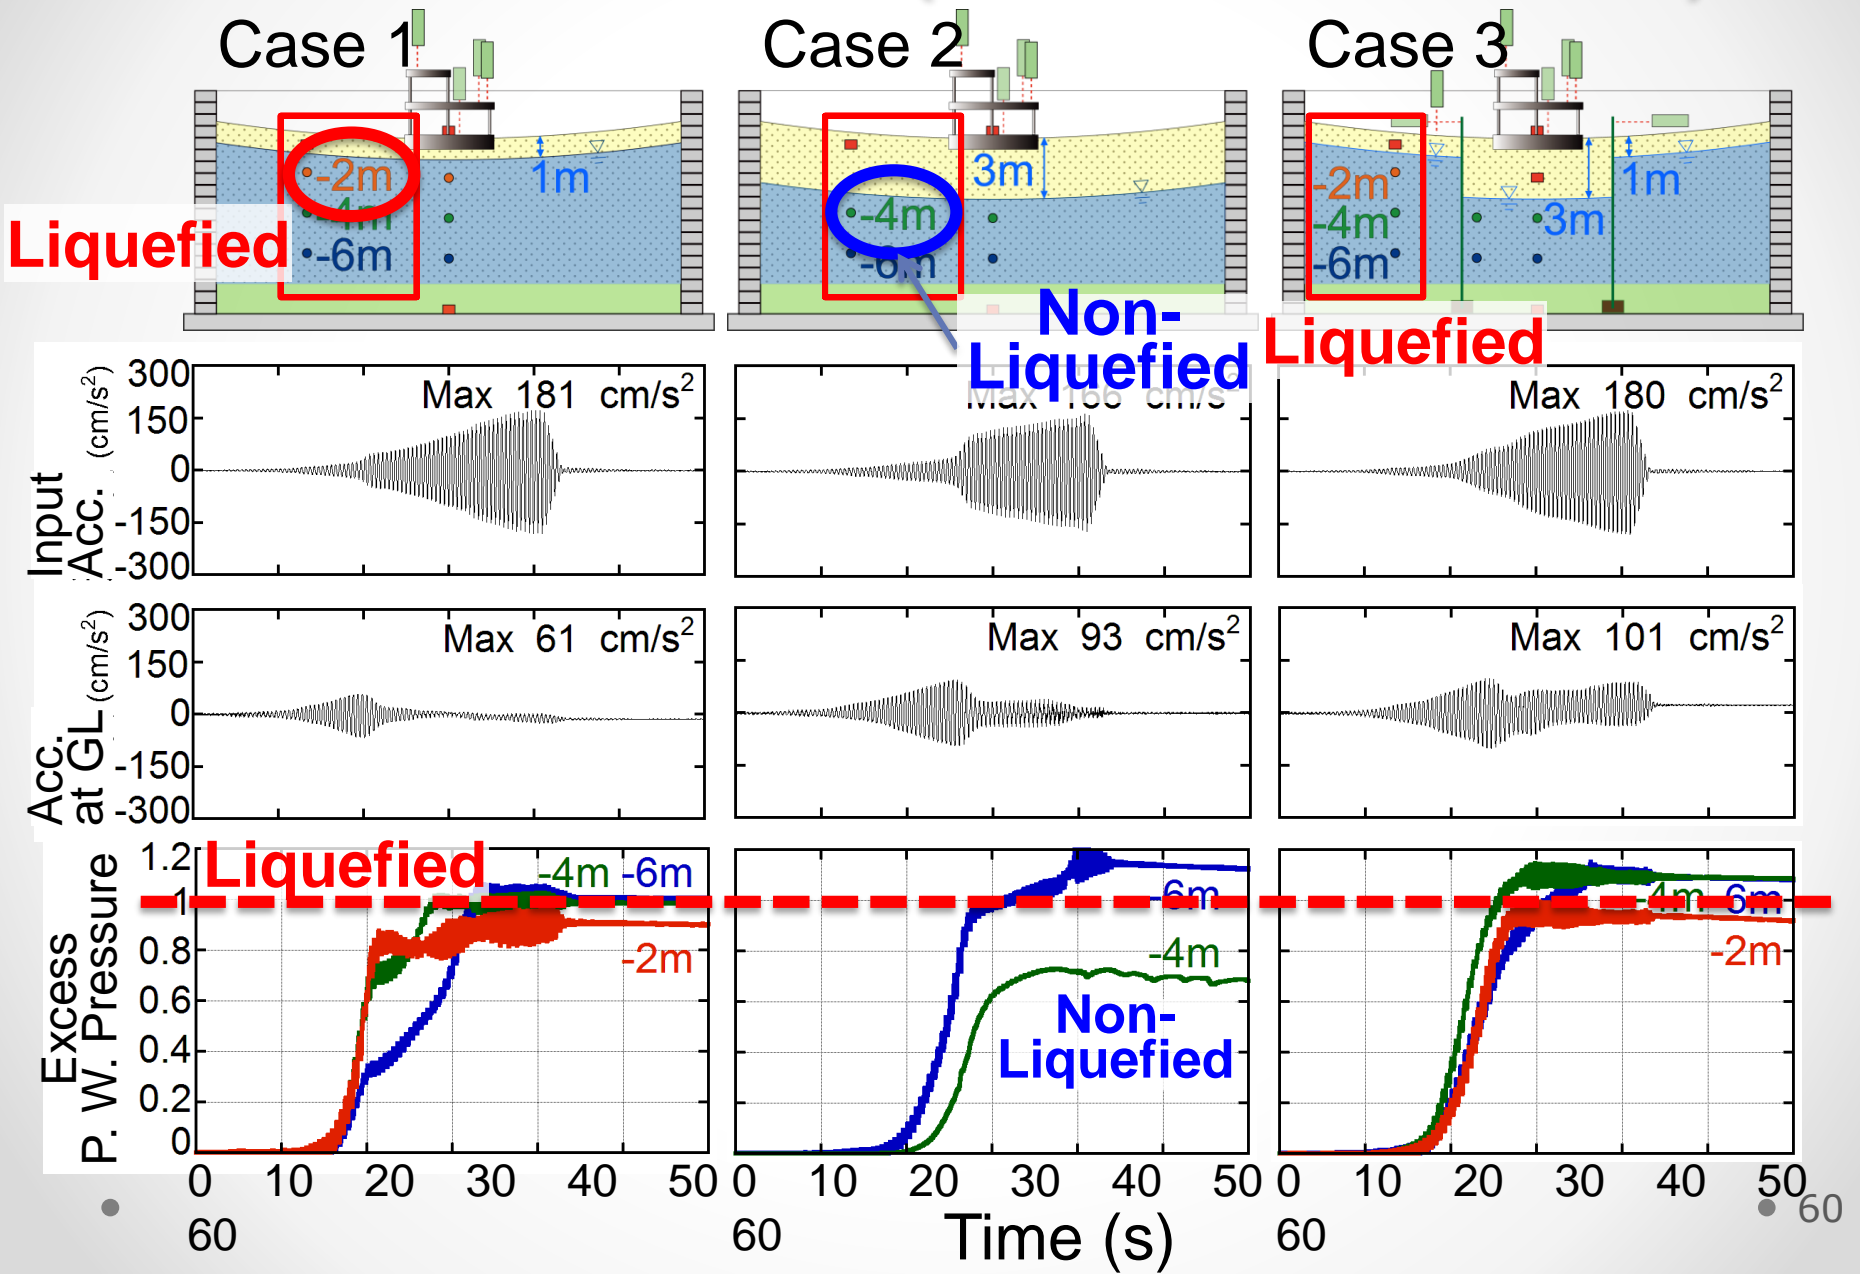 Case 1
Case 2
Case 3
-2m
-4m
-6m
1m
Liquefied
3m
-4m
-6m
Non-
Liquefied
-2m
-4m
-6m
3m
1m
Liquefied
Input
Acc. (cm/s²)
300
150
0
-150
-300
Max 181 cm/s²
Max 166 cm/s²
Max 180 cm/s²
Acc.
at GL (cm/s²)
300
150
0
-150
-300
Max 61 cm/s²
Max 93 cm/s²
Max 101 cm/s²
Excess
P. W. Pressure
1.2
1
0.8
0.6
0.4
0.2
0
Liquefied
-4m -6m
-2m
-6m
-4m
Non-
Liquefied
-4m -6m
-2m
0 10 20 30 40 50
60
0 10 20 30 40 50
60
0 10 20 30 40 50
60
Time (s)
60